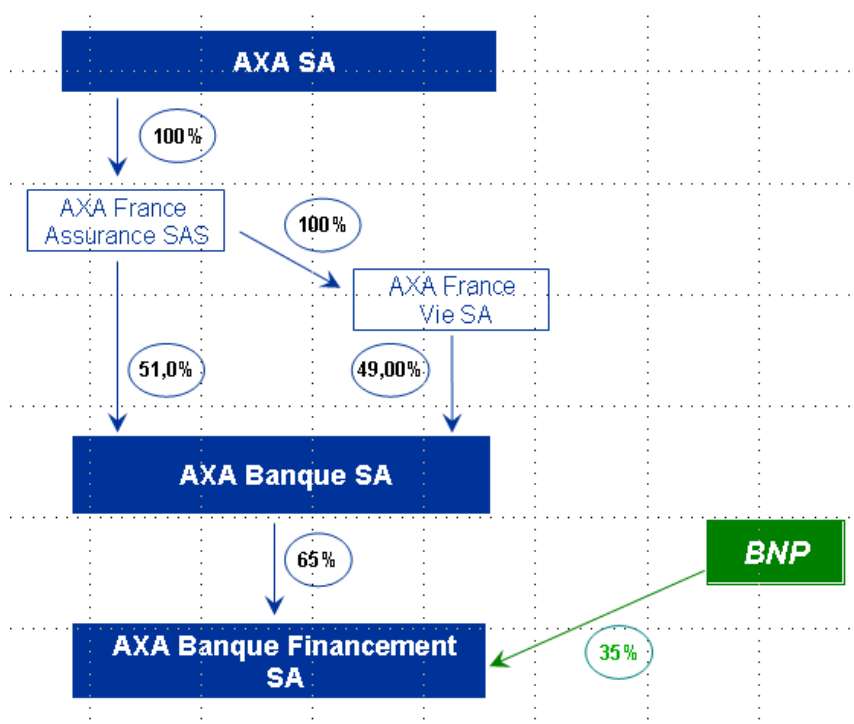 AXA SA
100%
AXA France
Assurance SAS
100%
AXA France
Vie SA
51,0%
49,00%
AXA Banque SA
65%
BNP
AXA Banque Financement
SA
35%